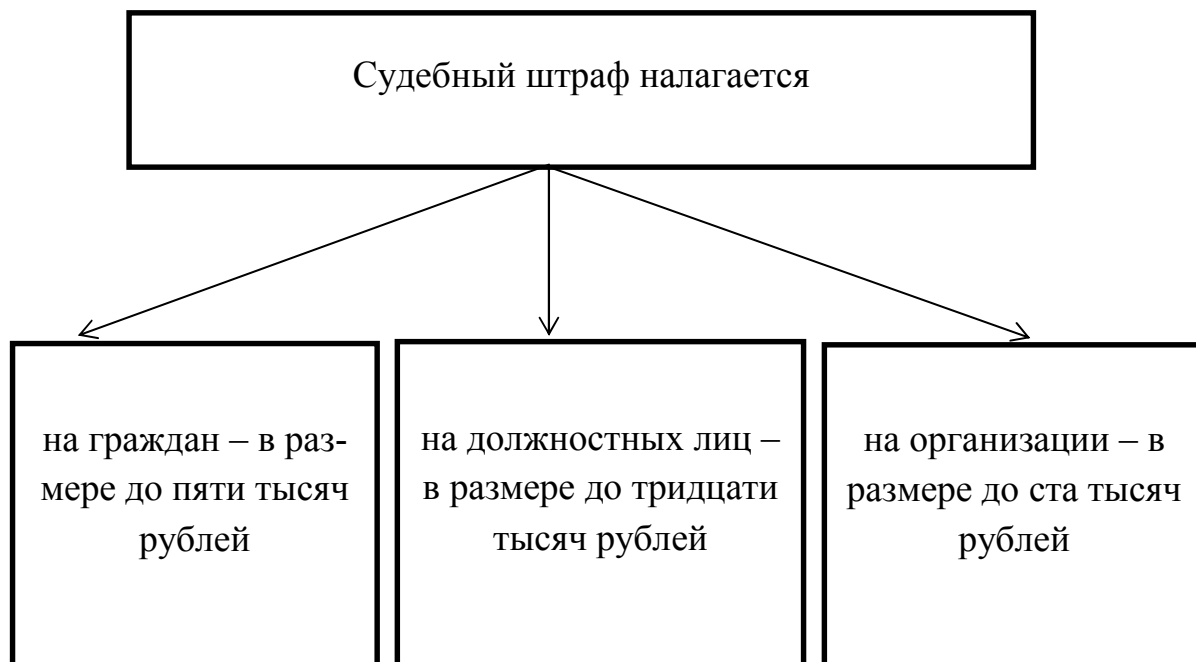 Судебный штраф налагается
на граждан – в раз-
мере до пяти тысяч
рублей
на должностных лиц –
в размере до тридцати
тысяч рублей
на организации – в
размере до ста тысяч
рублей